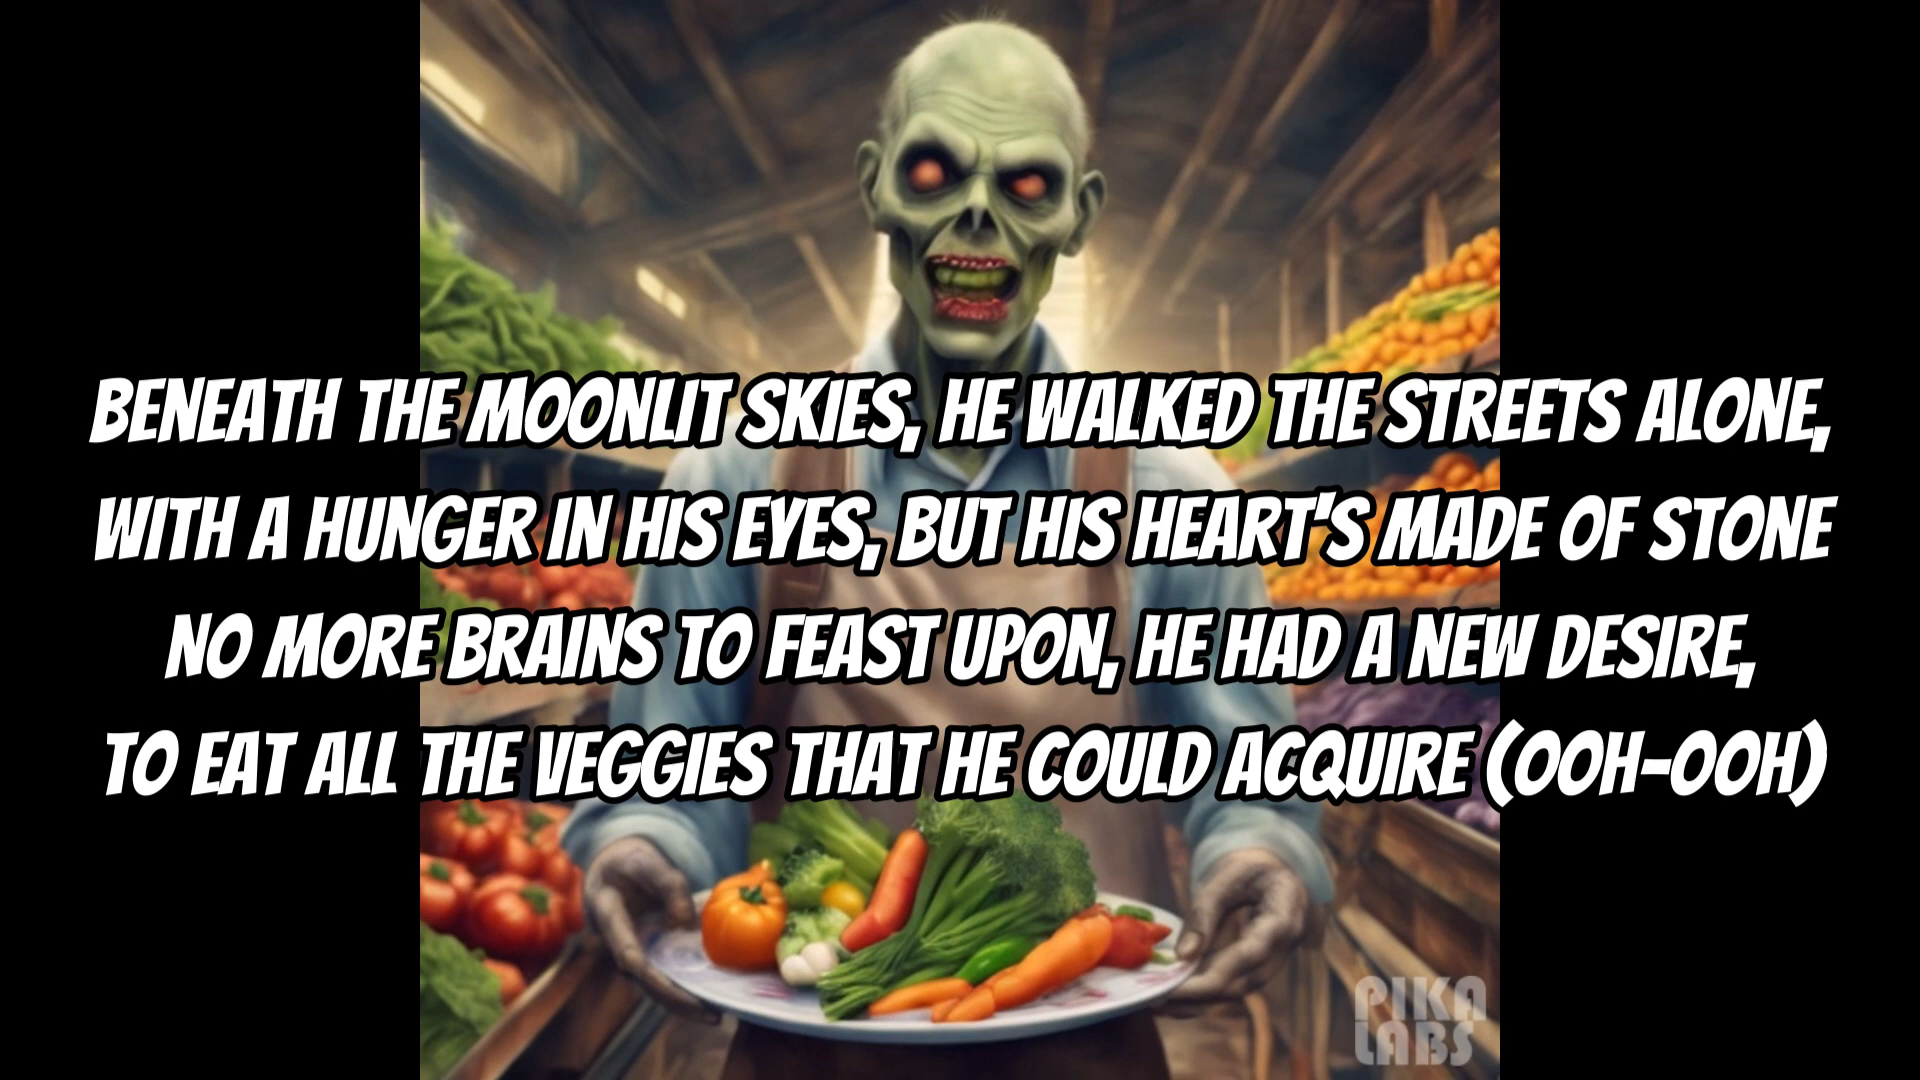 BENEATH THE MOONLIT SKIES, HE WALKED THE STREETS ALONE,
WITH A HUNGER IN HIS EYES, BUT HIS HEART'S MADE OF STONE
NO MORE BRAINS TO FEAST UPON, HE HAD A NEW DESIRE,
TO EAT ALL THE VEGGIES THAT HE COULD ACQUIRE (OOH-OOH)
PIKA
LABS